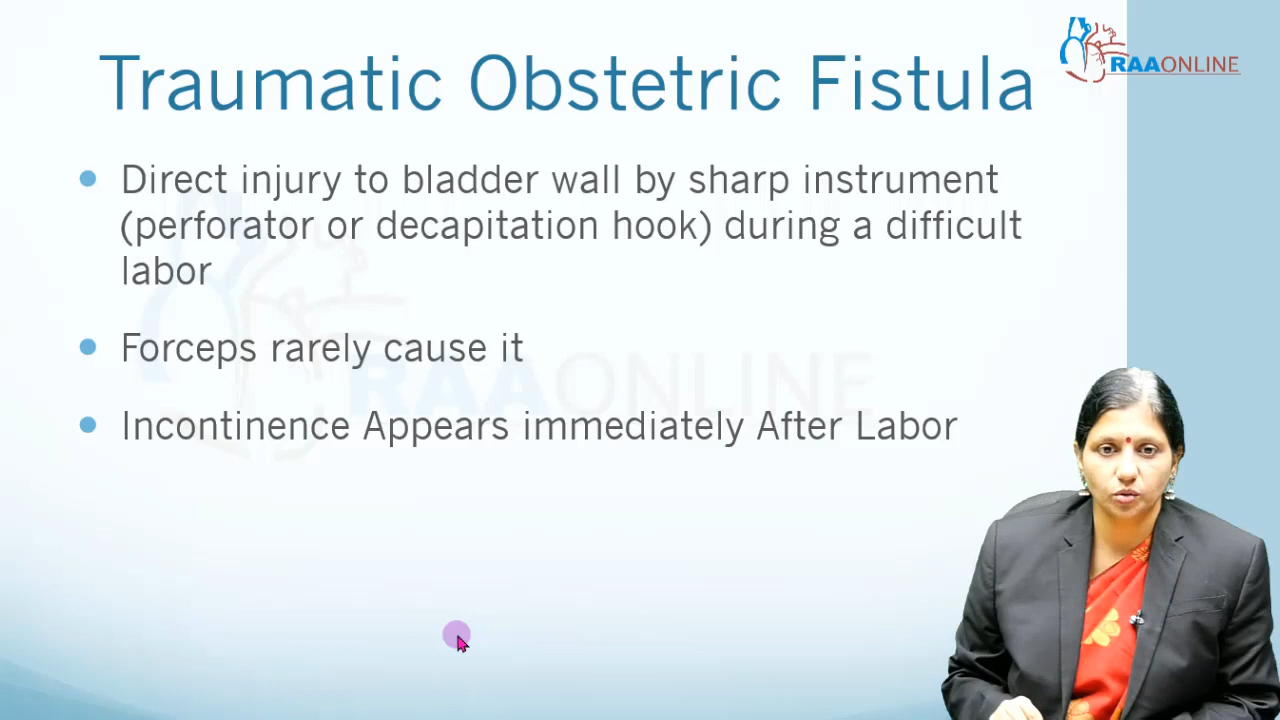 RAAONLINE
Traumatic Obstetric Fistula
Direct injury to bladder wall by sharp instrument
(perforator or decapitation hook) during a difficult
labor
Forceps rarely cause it
RAAONLINE
Incontinence Appears immediately After Labor